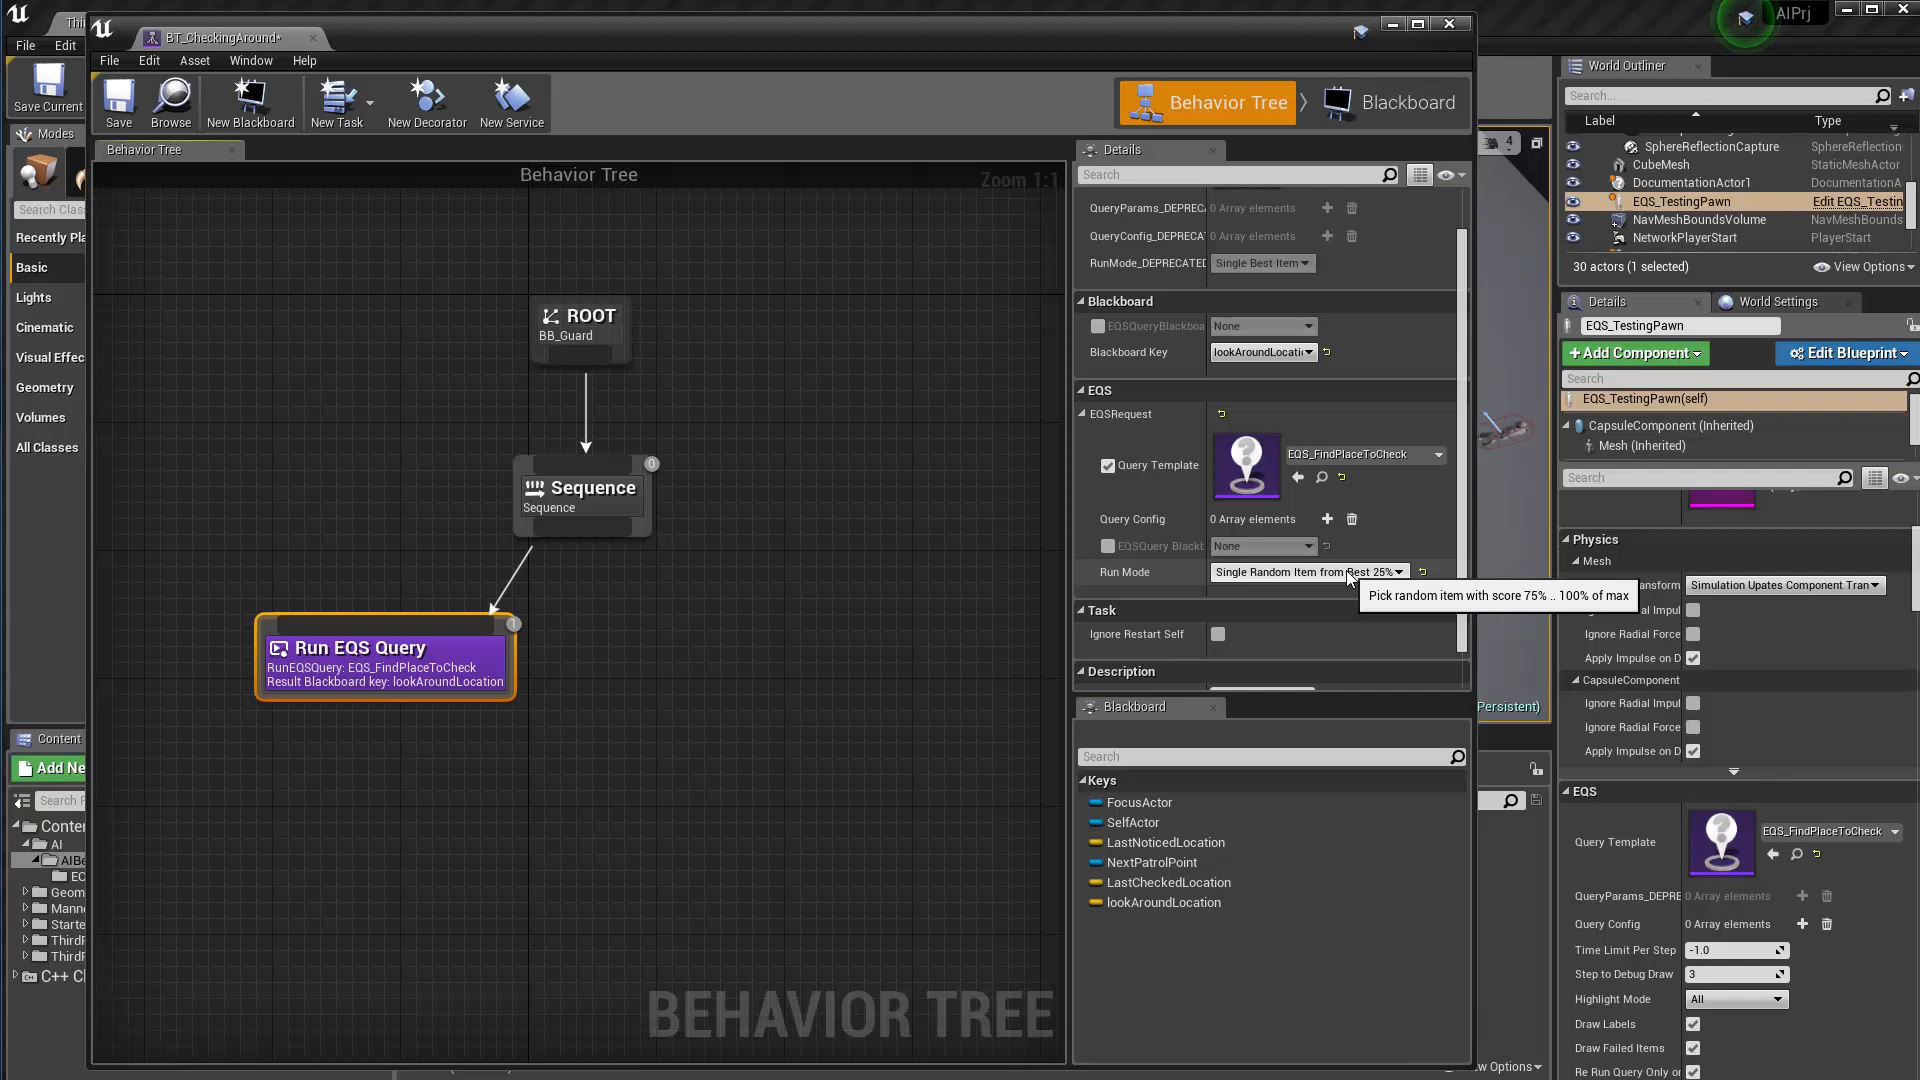 Thi
BT_CheckingAround*
AIPrj
File
Edit
File
Edit
Asset
Window
Help
World Outliner
Save Current
Save
Browse
New Blackboard
New Task
New Decorator
New Service
Behavior Tree
Blackboard
Search...
Label
Type
Modes
Behavior Tree
Details
4
SphereReflectionCapture
SphereReflection
CubeMesh
StaticMeshActor
Behavior Tree
Zoom 1:1
Search
DocumentationActor1
DocumentationA
EQS_TestingPawn
Edit EQS_Testin
NavMeshBoundsVolume
NavMeshBounds
NetworkPlayerStart
PlayerStart
30 actors (1 selected)
View Options
Search Clas
Recently Pla
Basic
Lights
Cinematic
Visual Effec
Geometry
Volumes
All Classes
QueryParams_DEPREC
0 Array elements
QueryConfig_DEPRECA
0 Array elements
RunMode_DEPRECATED
Single Best Item
Blackboard
EQSQueryBlackboa
None
Blackboard Key
lookAroundLocatic
EQS
EQSRequest
Query Template
EQS_FindPlaceToCheck
Query Config
0 Array elements
EQSQuery Blackb
None
Run Mode
Single Random Item from Best 25%
Pick random item with score 75% .. 100% of max
Task
Ignore Restart Self
Description
ROOT
BB_Guard
0
Sequence
Sequence
1
Run EQS Query
RunEQSQuery: EQS_FindPlaceToCheck
Result Blackboard key: lookAroundLocation
BEHAVIOR TREE
Details
World Settings
EQS_TestingPawn
Add Component
Edit Blueprint
Search
EQS_TestingPawn(self)
CapsuleComponent (Inherited)
Mesh (Inherited)
Search
Physics
Mesh
ransform
Simulation Upates Component Tran
l Radial Impul
Ignore Radial Force
Apply Impulse on D
CapsuleComponent
Ignore Radial Impul
Ignore Radial Force
Apply Impulse on D
EQS
Query Template
EQS_FindPlaceToCheck
QueryParams_DEPRE
0 Array elements
Query Config
0 Array elements
Time Limit Per Step
-1.0
Step to Debug Draw
3
Highlight Mode
All
Draw Labels
Draw Failed Items
Re Run Query Only or
Persistent)
Blackboard
Search
Keys
FocusActor
SelfActor
LastNoticedLocation
NextPatrolPoint
LastCheckedLocation
lookAroundLocation
Content
Add Ne
Search F
Conter
AI
AIBe
EC
Geom
Mann
Starte
ThirdF
ThirdF
C++ Cl
w Options